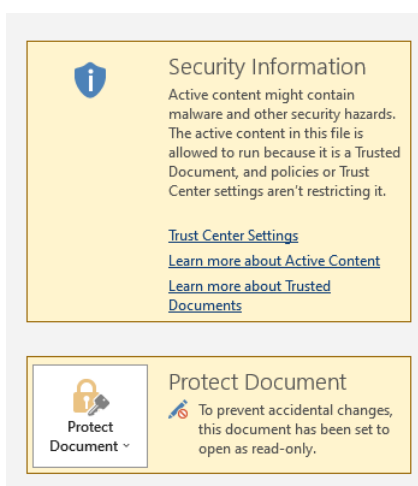 Security Information
Active content might contain
malware and other security hazards.
The active content in this file is
allowed to run because it is a Trusted
Document, and policies or Trust
Center settings aren't restricting it.
Trust Center Settings
Learn more about Active Content
Learn more about Trusted
Documents
Protect
Document
Protect Document
To prevent accidental changes,
this document has been set to
open as read-only.